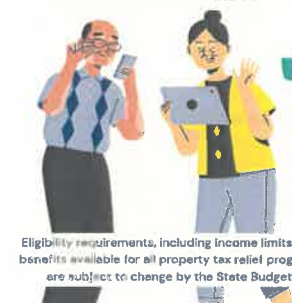 Eligibility requirements, including income limits
benefits available for all property tax relief prog
are subject to change by the State Budget